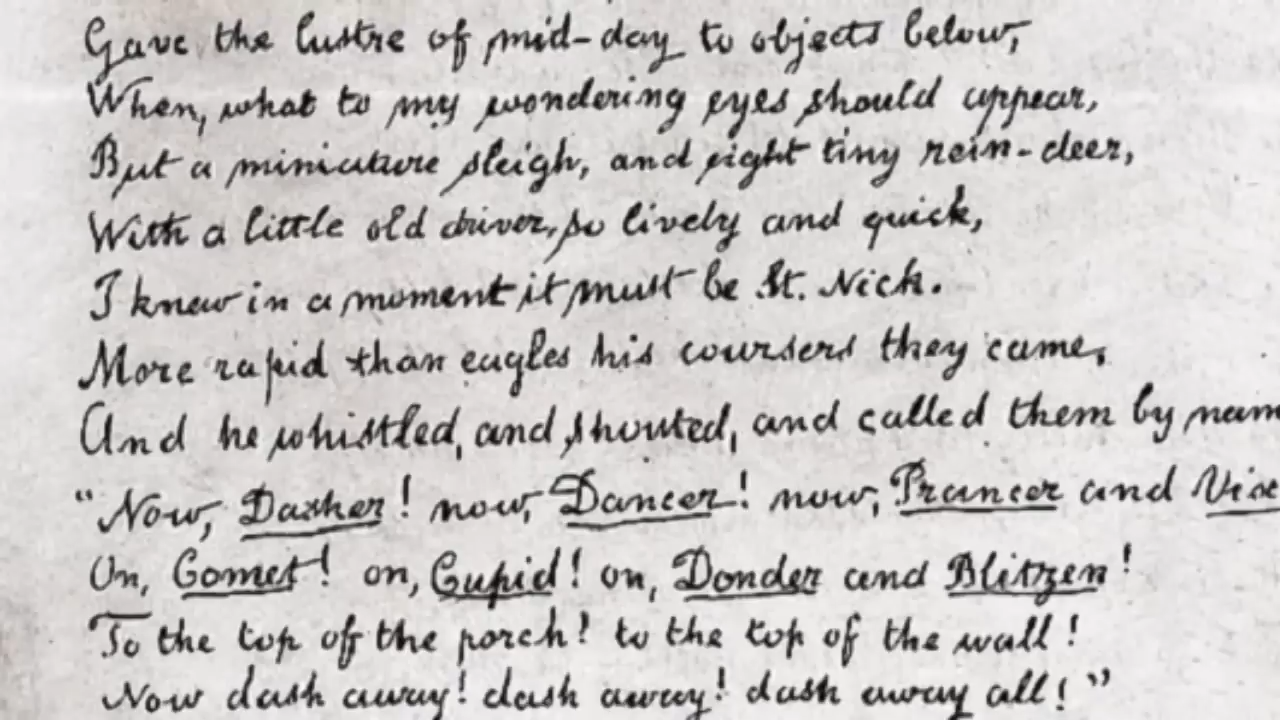 Gave the lustre of mid-day to objects below,
When, what to my wondering eyes should appear,
But a miniature sleigh, and eight tiny rein-deer,
With a little old driver, so lively and quick,
I knew in a moment it must be St. Nick.
More rapid than eagles his coursers they came,
And he whistled, and shouted, and called them by nam
"Now, Dasher! now, Dancer! now, Prancer and Vixe
On, Comet! on, Cupid! on, Donder and Blitzen!
To the top of the porch! to the top of the wall!
Now dash away! dash away! dash away all!"